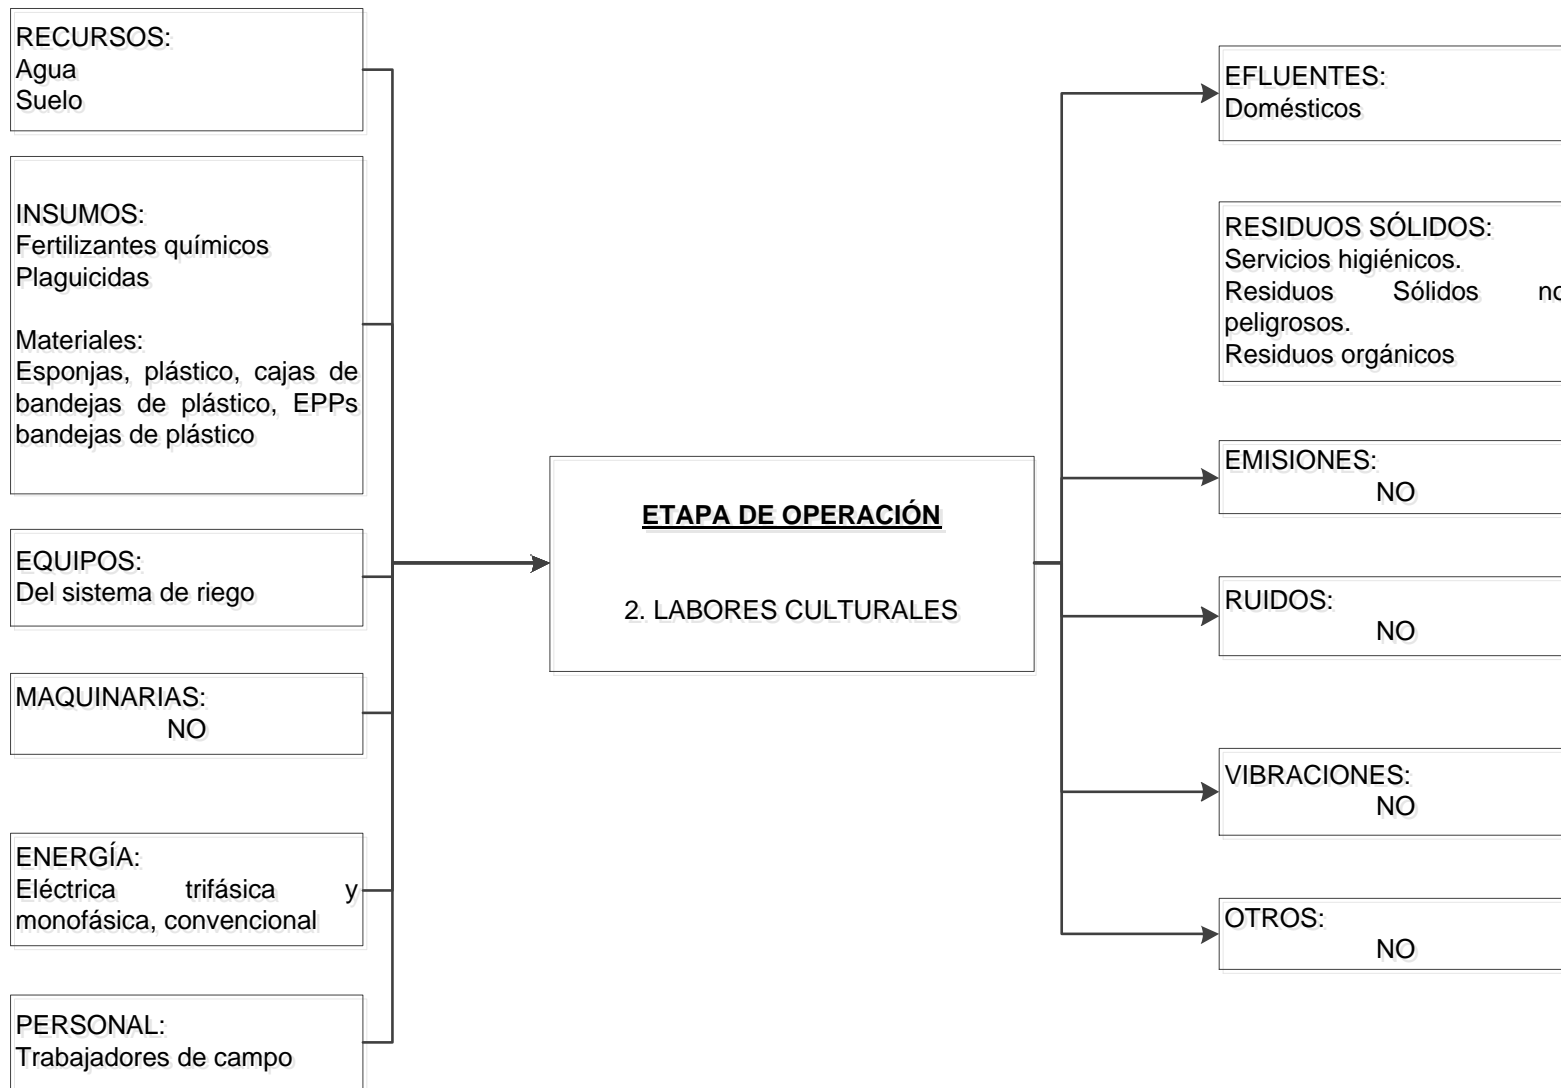 RECURSOS:
Agua
Suelo
INSUMOS:
Fertilizantes químicos
Plaguicidas
Materiales:
Esponjas, plástico, cajas de
bandejas de plástico, EPPs
bandejas de plástico
EQUIPOS:
Del sistema de riego
MAQUINARIAS:
NO
ENERGÍA:
Eléctrica trifásica y
monofásica, convencional
PERSONAL:
Trabajadores de campo
ETAPA DE OPERACIÓN
2. LABORES CULTURALES
EFLUENTES:
Domésticos
RESIDUOS SÓLIDOS:
Servicios higiénicos.
Residuos Sólidos no
peligrosos.
Residuos orgánicos
EMISIONES:
NO
RUIDOS:
NO
VIBRACIONES:
NO
OTROS:
NO